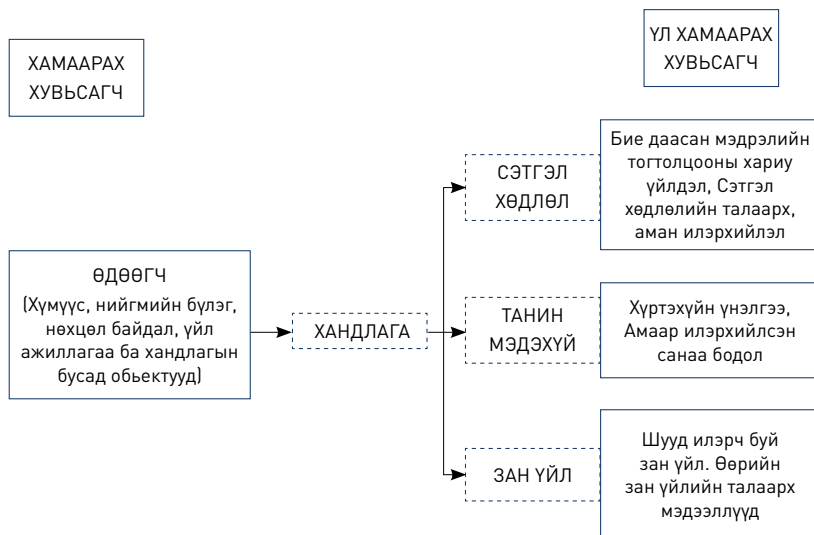 ХАМААРАХ
ХУВЬСАГЧ
ҮЛ ХАМААРАХ
ХУВЬСАГЧ
ӨДӨӨГЧ
(Хүмүүс, нийгмийн бүлэг,
нөхцөл байдал, үйл
ажиллагаа ба хандлагын
бусад обьектууд)
ХАНДЛАГА
СЭТГЭЛ
ХӨДЛӨЛ
Бие даасан мэдрэлийн
тогтолцооны хариу
үйлдэл, Сэтгэл
хөдлөлийн талаарх,
аман илэрхийлэл
ТАНИН
МЭДЭХҮЙ
Хүртэхүйн үнэлгээ,
Амаар илэрхийлсэн
санаа бодол
ЗАН ҮЙЛ
Шууд илэрч буй
зан үйл. Өөрийн
зан үйлийн талаарх
мэдээллүүд